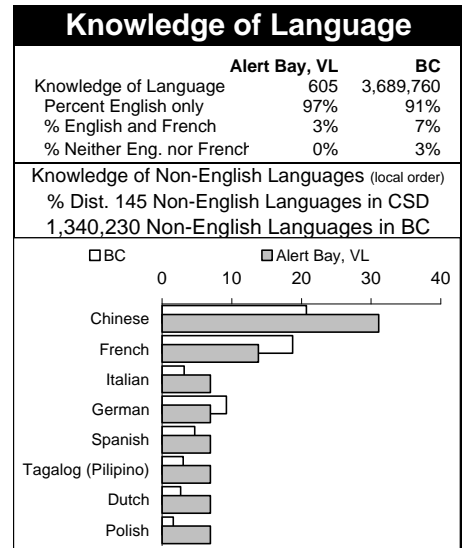 Knowledge of Language
Alert Bay, VL BC
Knowledge of Language 605 3,689,760
Percent English only 97% 91%
% English and French 3% 7%
% Neither Eng. nor French 0% 3%
Knowledge of Non-English Languages (local order)
% Dist. 145 Non-English Languages in CSD
1,340,230 Non-English Languages in BC
BC Alert Bay, VL
0 10 20 30 40
Chinese
French
Italian
German
Spanish
Tagalog (Pilipino)
Dutch
Polish